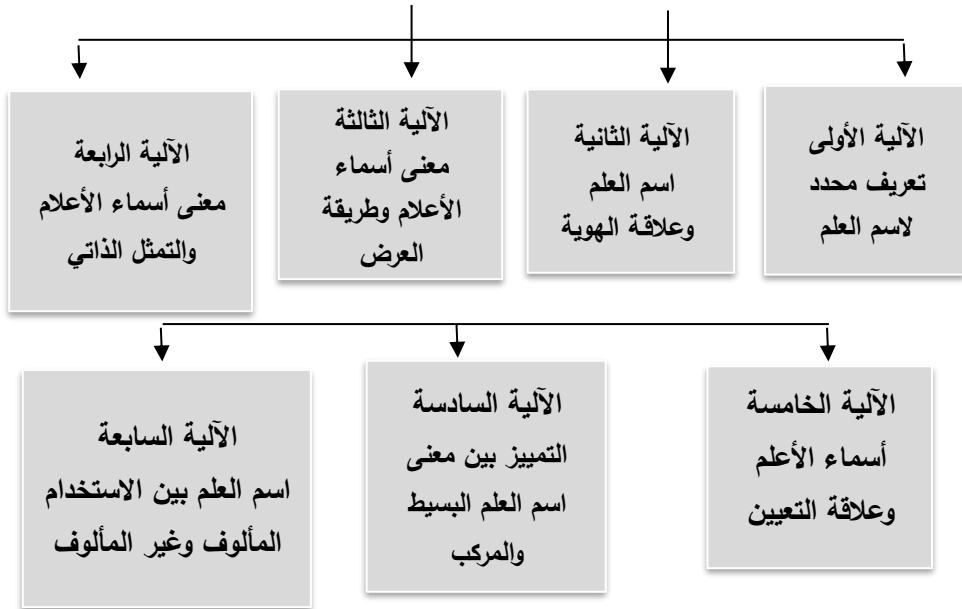 الآلية الأولى
تعريف محدد
لاسم العلم
الآلية الثانية
اسم العلم
وعلاقة الهوية
الآلية الثالثة
معنى أسماء
الأعلام وطريقة
العرض
الآلية الرابعة
معنى أسماء الأعلام
والتمثل الذاتي
الآلية الخامسة
أسماء الأعلم
وعلاقة التعيين
الآلية السادسة
التمييز بين معنى
اسم العلم البسيط
والمركب
الآلية السابعة
اسم العلم بين الاستخدام
المألوف وغير المألوف